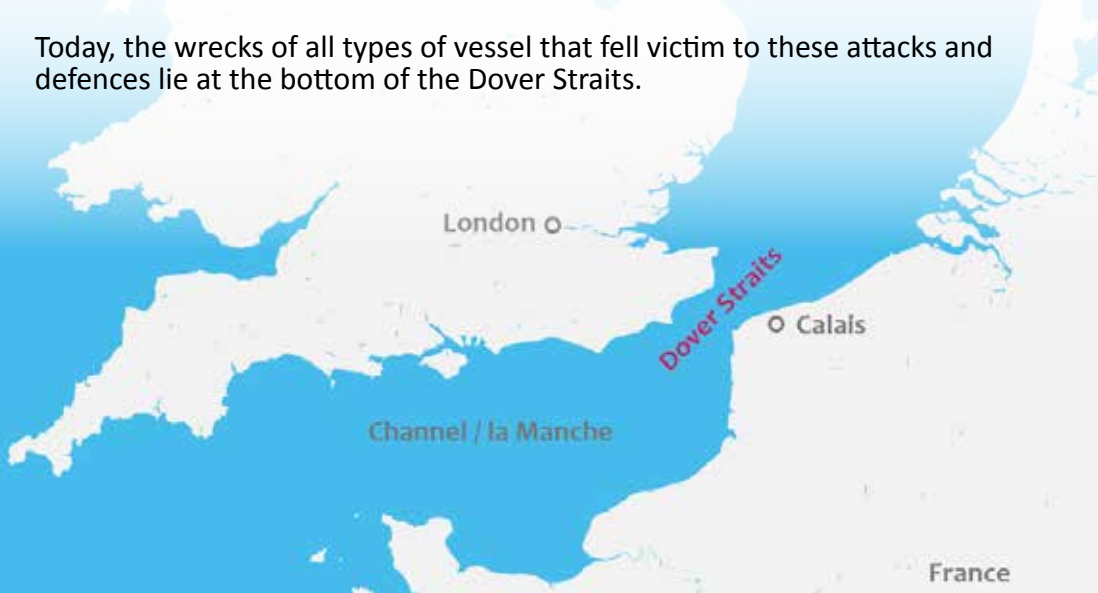 Today, the wrecks of all types of vessel that fell victim to these attacks and
defences lie at the bottom of the Dover Straits.
London
Dover Straits
Calais
Channel / la Manche
France